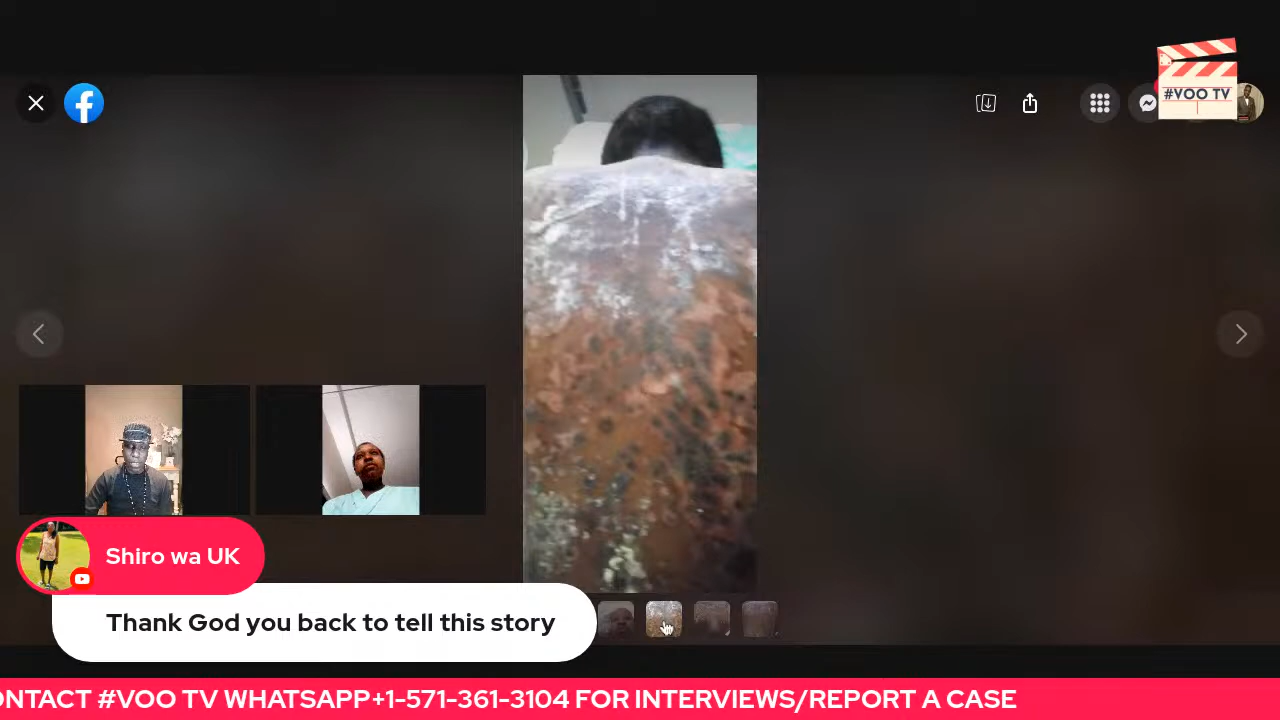 #VOO TV
Shiro wa UK
Thank God you back to tell this story
ONTACT #VOO TV WHATSAPP+1-571-361-3104 FOR INTERVIEWS/REPORT A CASE